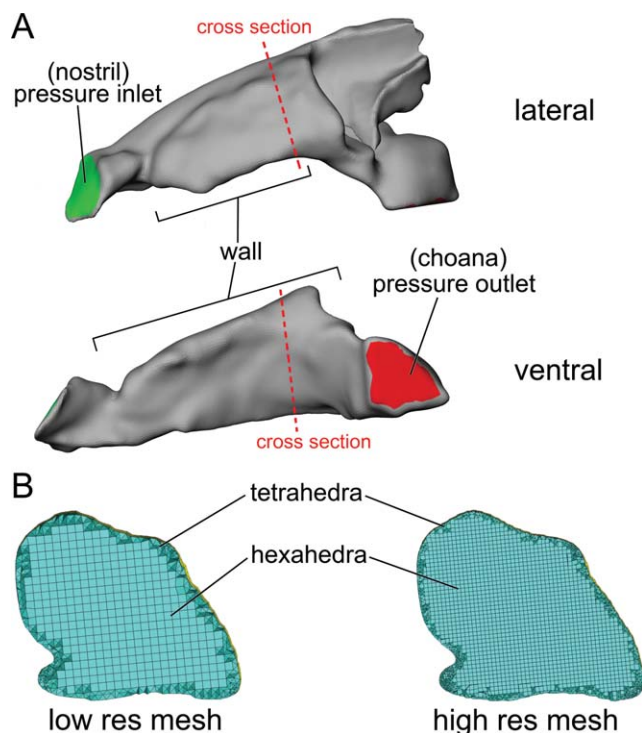 A
cross section
(nostril)
pressure inlet
lateral
wall
(choana)
pressure outlet
ventral
cross section
B
tetrahedra
hexahedra
low res mesh
high res mesh